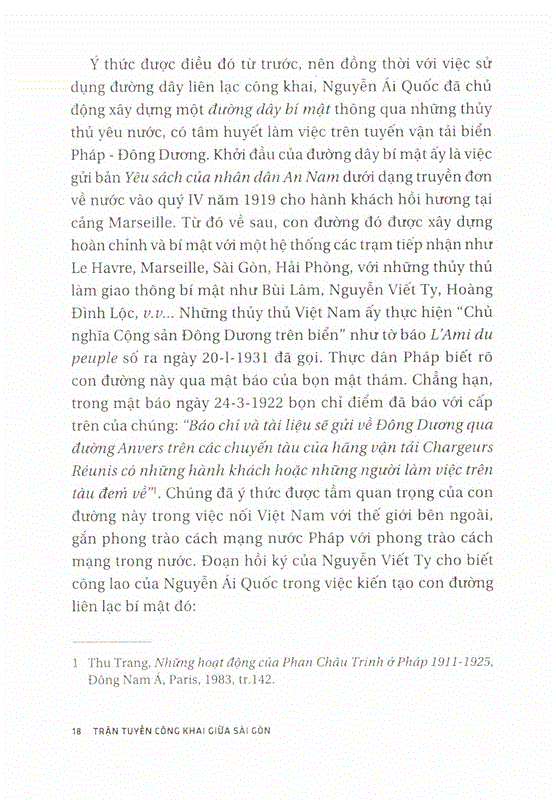 Ý thức được điều đó từ trước, nên đồng thời với việc sử
dụng đường dây liên lạc công khai, Nguyễn Ái Quốc đã chủ
động xây dựng một đường dây bí mật thông qua những thủy
thủ yêu nước, có tâm huyết làm việc trên tuyến vận tải biển
Pháp - Đông Dương. Khởi đầu của đường dây bí mật ấy là việc
gửi bản Yêu sách của nhân dân An Nam dưới dạng truyền đơn
về nước vào quý IV năm 1919 cho hành khách hồi hương tại
cảng Marseille. Từ đó về sau, con đường đó được xây dựng
hoàn chỉnh và bí mật với một hệ thống các trạm tiếp nhận như
Le Havre, Marseille, Sài Gòn, Hải Phòng, với những thủy thủ
làm giao thông bí mật như Bùi Lâm, Nguyễn Viết Ty, Hoàng
Đình Lộc, v.v... Những thủy thủ Việt Nam ấy thực hiện “Chủ
nghĩa Cộng sản Đông Dương trên biển” như tờ báo L’Ami du
peuple số ra ngày 20-1-1931 đã gọi. Thực dân Pháp biết rõ
con đường này qua mật báo của bọn mật thám. Chẳng hạn,
trong mật báo ngày 24-3-1922 bọn chỉ điểm đã báo với cấp
trên của chúng: “Báo chí và tài liệu sẽ gửi về Đông Dương qua
đường Anvers trên các chuyến tàu của hãng vận tải Chargeurs
Réunis có những hành khách hoặc những người làm việc trên
tàu đem về”1. Chúng đã ý thức được tầm quan trọng của con
đường này trong việc nối Việt Nam với thế giới bên ngoài,
gắn phong trào cách mạng nước Pháp với phong trào cách
mạng trong nước. Đoạn hồi ký của Nguyễn Viết Ty cho biết
công lao của Nguyễn Ái Quốc trong việc kiến tạo con đường
liên lạc bí mật đó:
1 Thu Trang, Những hoạt động của Phan Châu Trinh ở Pháp 1911-1925,
Đông Nam Á, Paris, 1983, tr.142.
18 TRẬN TUYẾN CÔNG KHAI GIỮA SÀI GÒN